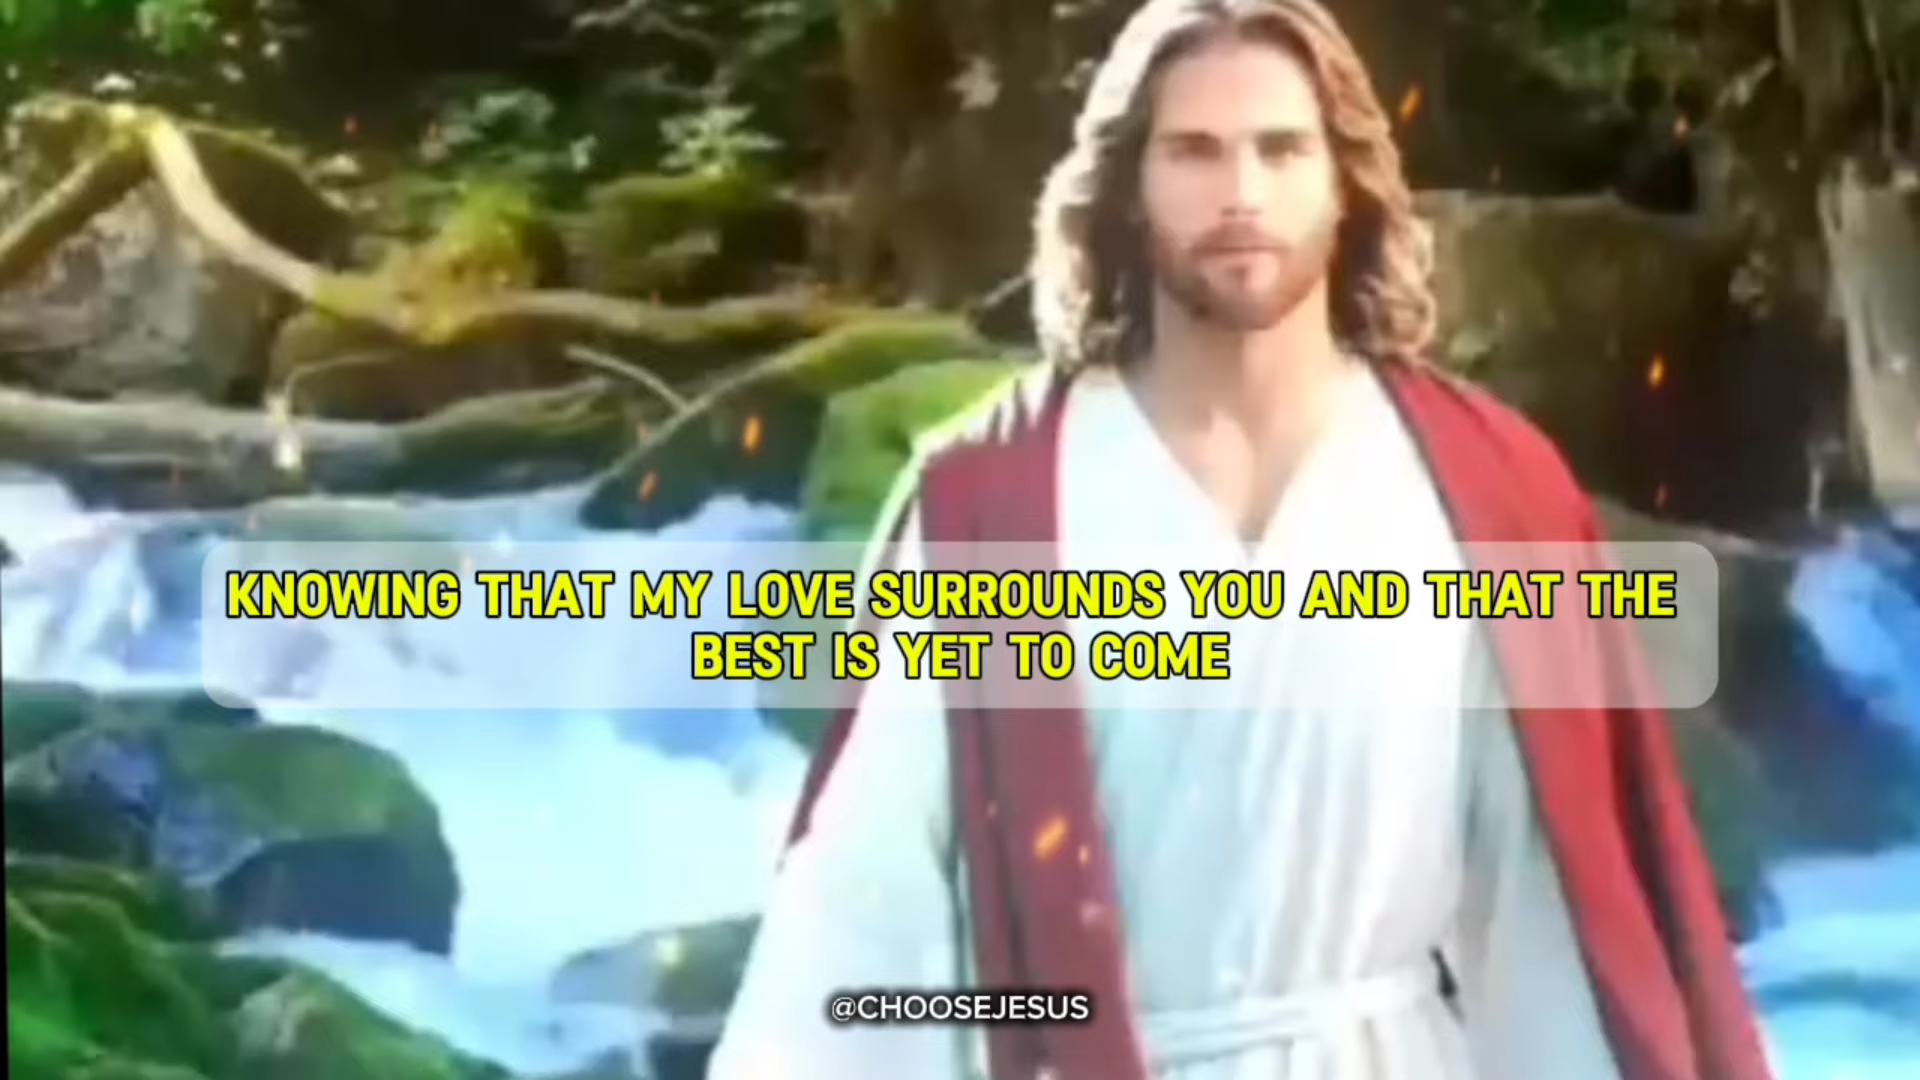 KNOWING THAT MY LOVE SURROUNDS YOU AND THAT THE
BEST IS YET TO COME
@CHOOSEJESUS